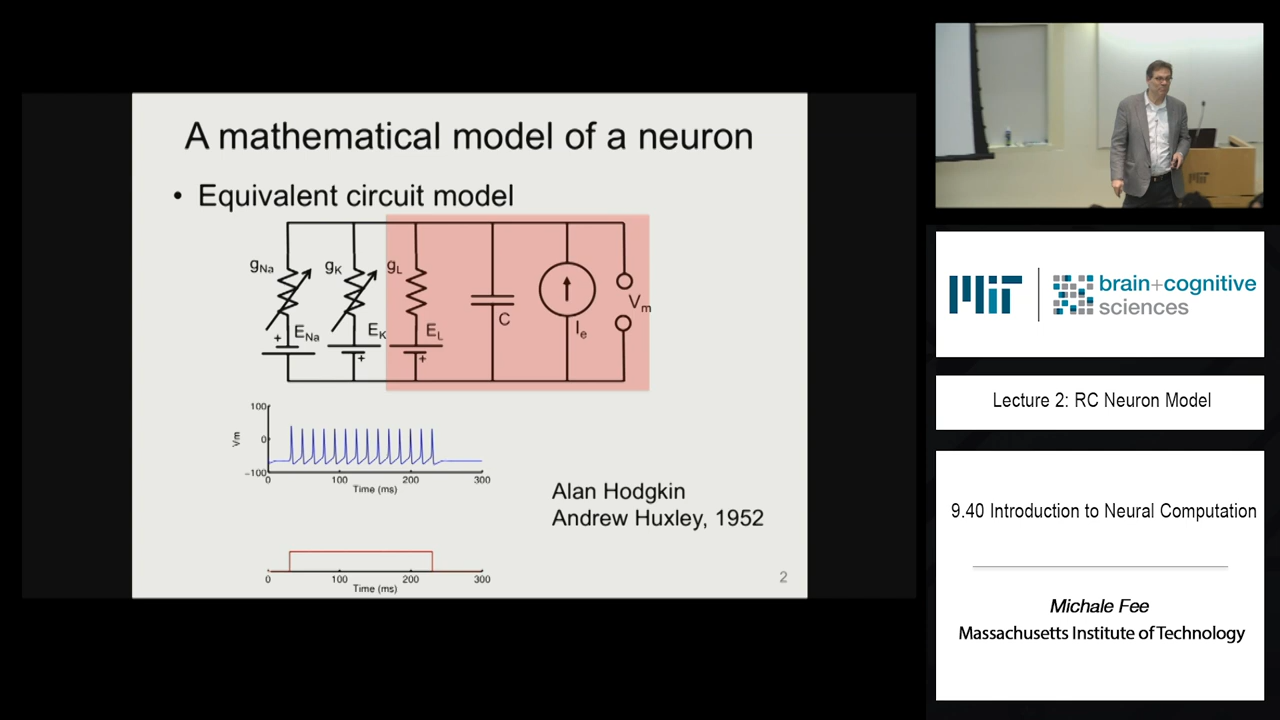 A mathematical model of a neuron
• Equivalent circuit model
gNa
gK
gL
+
ENa
EK
+
EL
+
C
Ie
Vm
100
0
−100
Vm
0
100
200
300
Time (ms)
Alan Hodgkin
Andrew Huxley, 1952
0
100
200
300
Time (ms)
2
MIT
MIT
brain+cognitive
sciences
Lecture 2: RC Neuron Model
9.40 Introduction to Neural Computation
Michale Fee
Massachusetts Institute of Technology